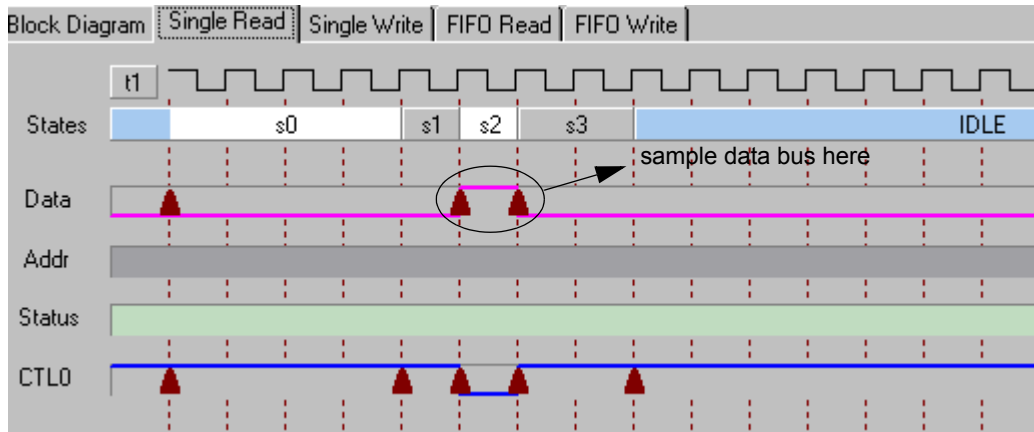 Block Diagram Single Read Single Write FIFO Read FIFO Write
t1
States s0 s1 s2 s3 IDLE
sample data bus here
Data
Addr
Status
CTL0